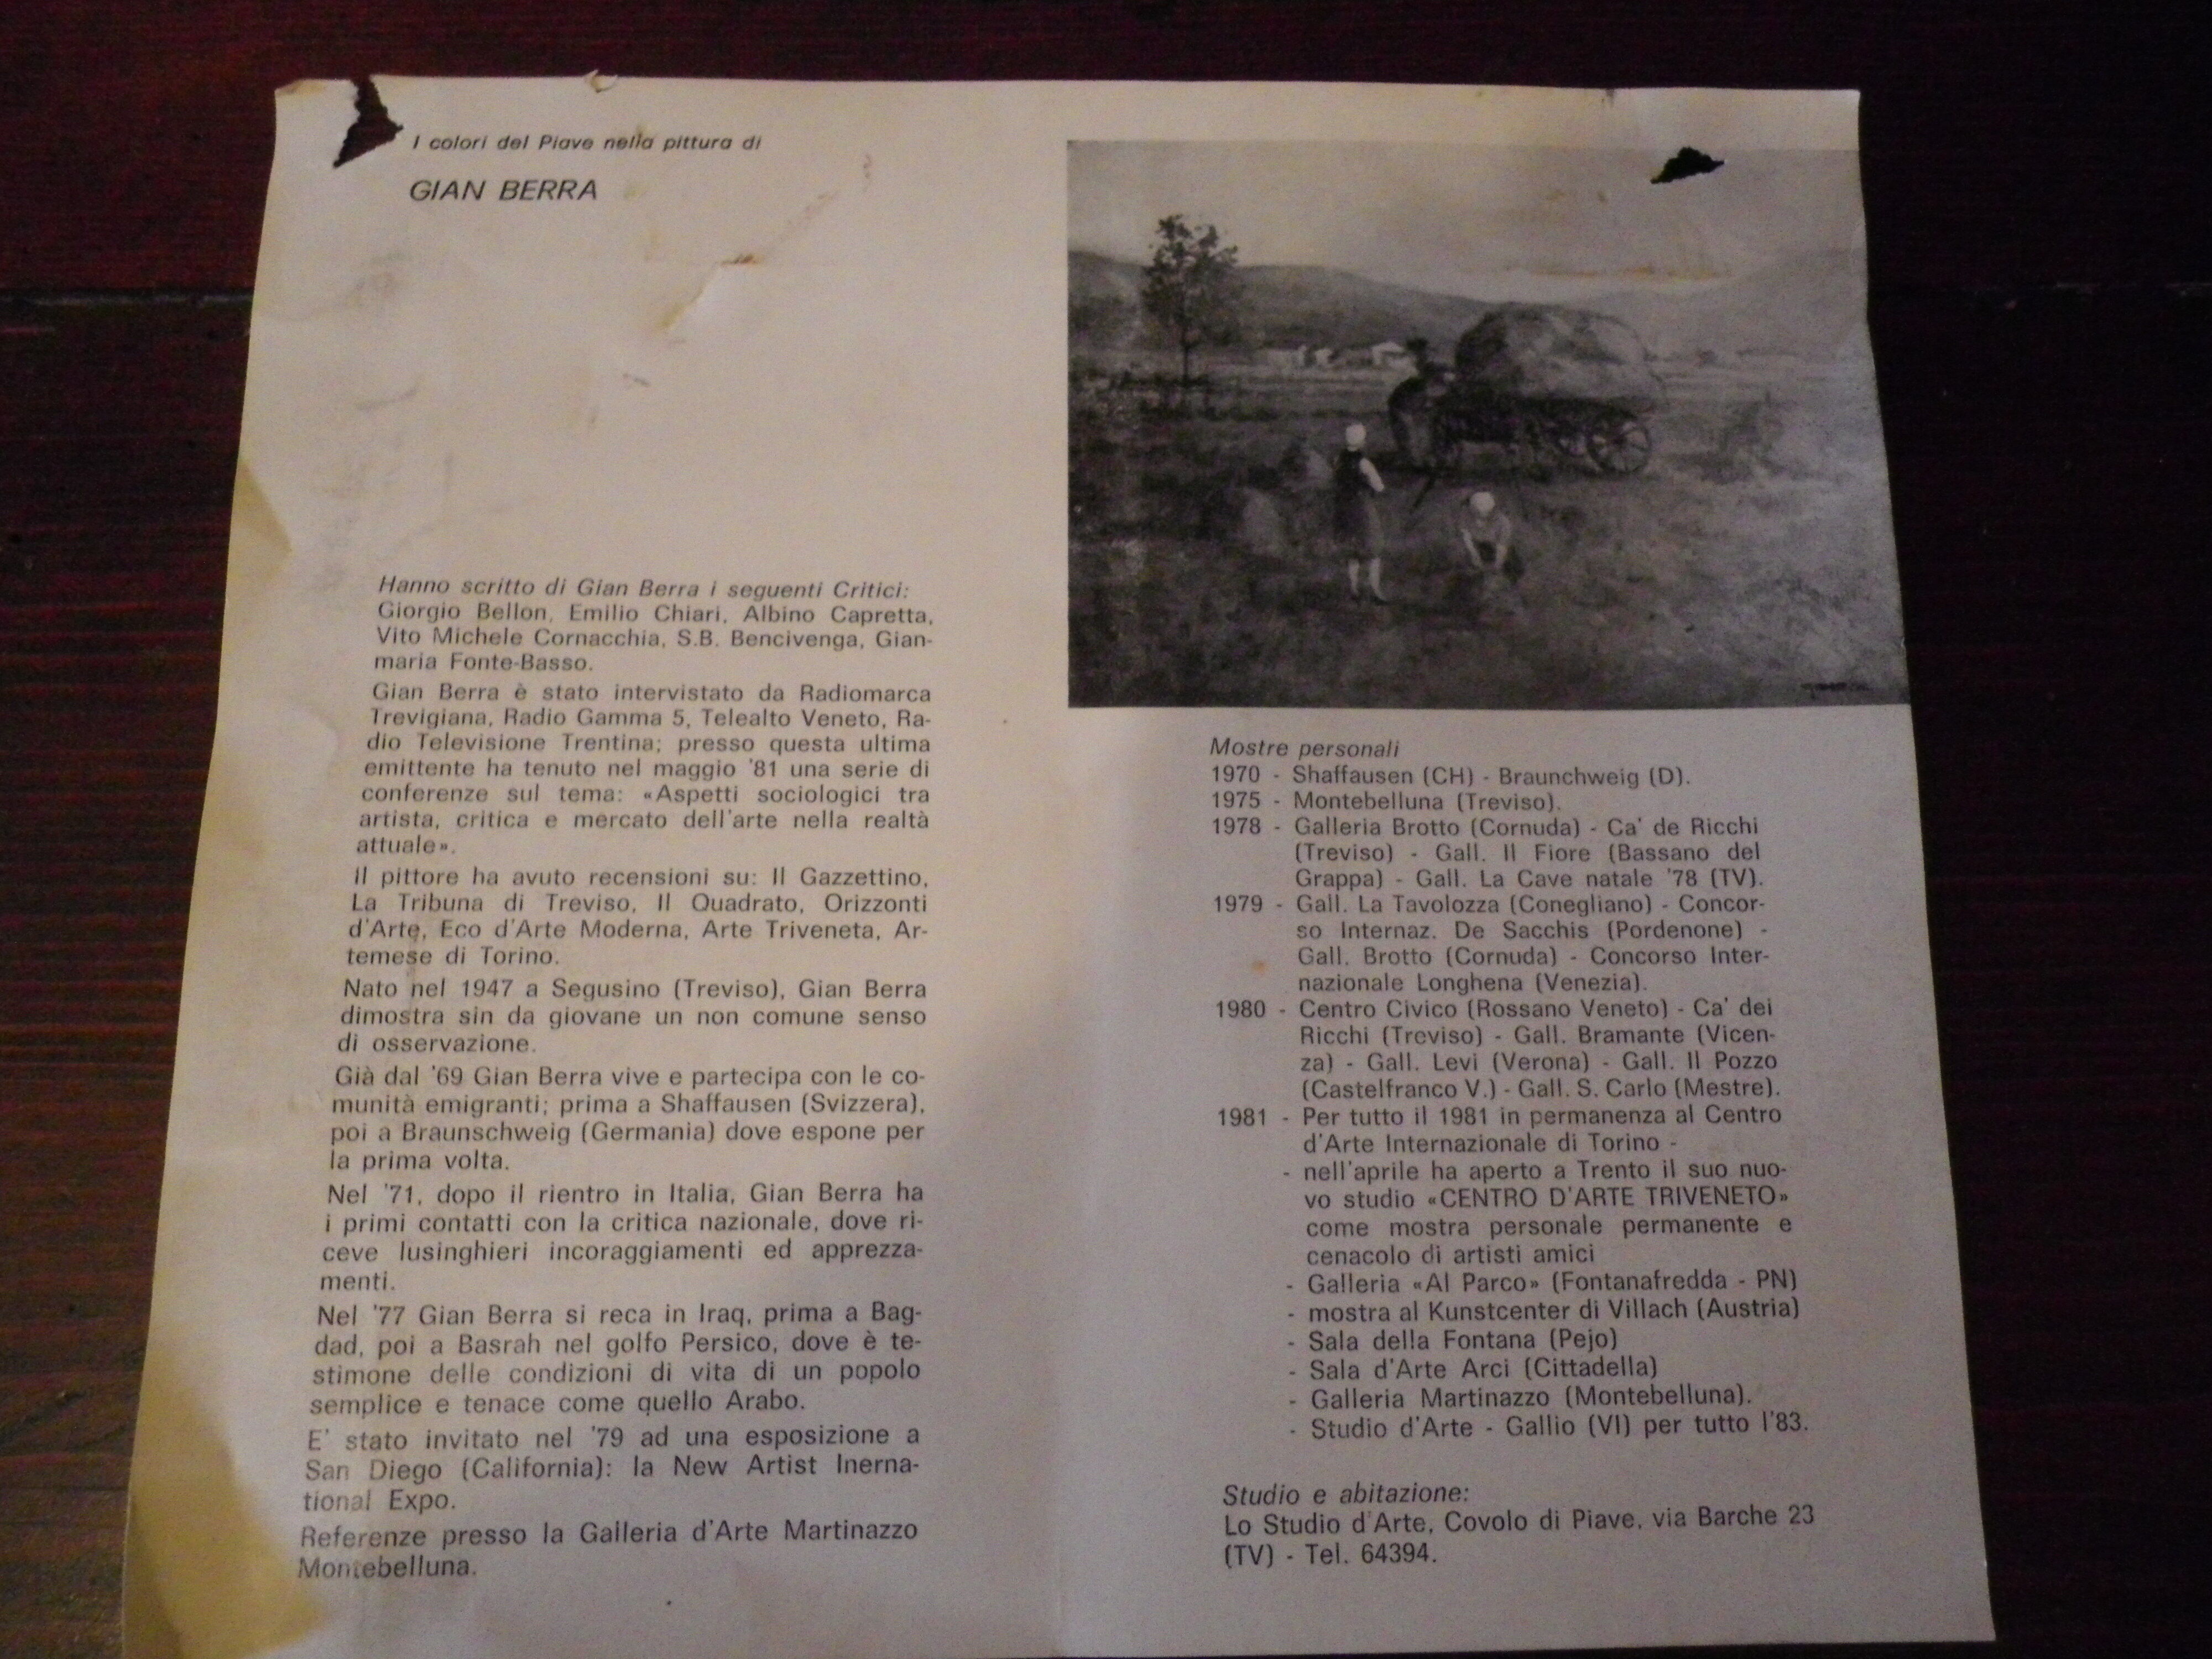 I colori del Piave nella pittura di
GIAN BERRA
Hanno scritto di Gian Berra i seguenti Critici:
Giorgio Bellon, Emilio Chiari, Albino Capretta,
Vito Michele Cornacchia, S.B. Bencivenga, Gian-
maria Fonte-Basso.
Gian Berra è stato intervistato da Radiomarca
Trevigiana, Radio Gamma 5, Telealto Veneto, Ra-
dio Televisione Trentina; presso questa ultima
emittente ha tenuto nel maggio '81 una serie di
conferenze sul tema: «Aspetti sociologici tra
artista, critica e mercato dell'arte nella realtà
attuale».
Il pittore ha avuto recensioni su: Il Gazzettino,
La Tribuna di Treviso, Il Quadrato, Orizzonti
d'Arte, Eco d'Arte Moderna, Arte Triveneta, Ar-
temese di Torino.
Nato nel 1947 a Segusino (Treviso), Gian Berra
dimostra sin da giovane un non comune senso
di osservazione.
Già dal '69 Gian Berra vive e partecipa con le co-
munità emigranti; prima a Shaffausen (Svizzera),
poi a Braunschweig (Germania) dove espone per
la prima volta.
Nel '71, dopo il rientro in Italia, Gian Berra ha
i primi contatti con la critica nazionale, dove ri-
ceve lusinghieri incoraggiamenti ed apprezza-
menti.
Nel '77 Gian Berra si reca in Iraq, prima a Bag-
dad, poi a Basrah nel golfo Persico, dove è te-
stimone delle condizioni di vita di un popolo
semplice e tenace come quello Arabo.
E' stato invitato nel '79 ad una esposizione a
San Diego (California): la New Artist Inerna-
tional Expo.
Referenze presso la Galleria d'Arte Martinazzo
Montebelluna.
Mostre personali
1970 - Shaffausen (CH) - Braunchweig (D).
1975 - Montebelluna (Treviso).
1978 - Galleria Brotto (Cornuda) - Ca' de Ricchi
(Treviso) - Gall. Il Fiore (Bassano del
Grappa) - Gall. La Cave natale '78 (TV).
1979 - Gall. La Tavolozza (Conegliano) - Concor-
so Internaz. De Sacchis (Pordenone) -
Gall. Brotto (Cornuda) - Concorso Inter-
nazionale Longhena (Venezia).
1980 - Centro Civico (Rossano Veneto) - Ca' dei
Ricchi (Treviso) - Gall. Bramante (Vicen-
za) - Gall. Levi (Verona) - Gall. Il Pozzo
(Castelfranco V.) - Gall. S. Carlo (Mestre).
1981 - Per tutto il 1981 in permanenza al Centro
d'Arte Internazionale di Torino -
- nell'aprile ha aperto a Trento il suo nuo-
vo studio «CENTRO D'ARTE TRIVENETO»
come mostra personale permanente e
cenacolo di artisti amici
- Galleria «Al Parco» (Fontanafredda - PN)
- mostra al Kunstcenter di Villach (Austria)
- Sala della Fontana (Pejo)
- Sala d'Arte Arci (Cittadella)
- Galleria Martinazzo (Montebelluna).
- Studio d'Arte - Gallio (VI) per tutto l'83.
Studio e abitazione:
Lo Studio d'Arte, Covolo di Piave, via Barche 23
(TV) - Tel. 64394.